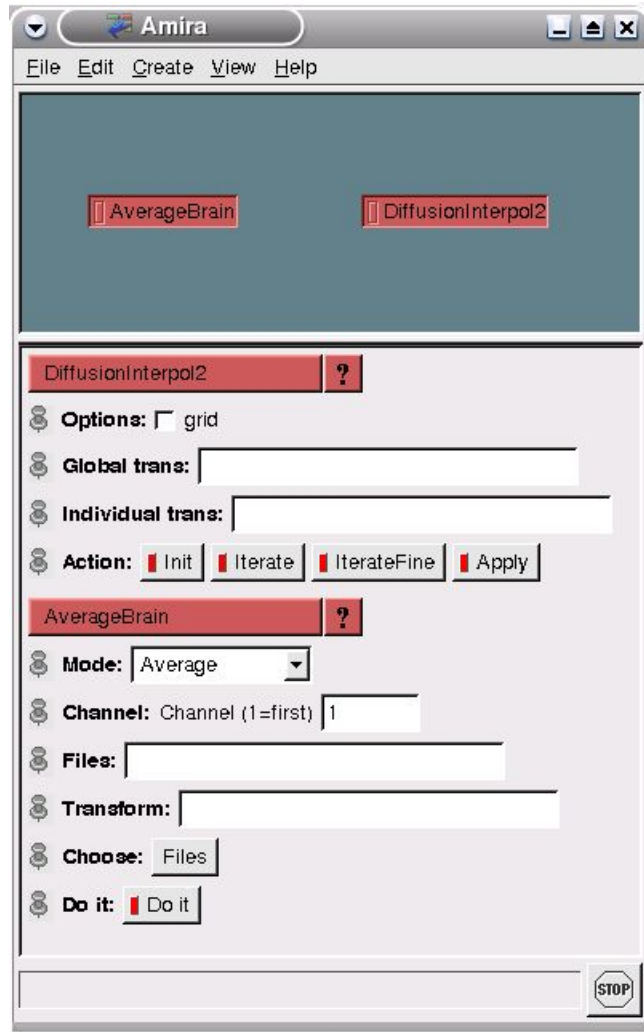 Amira
File Edit Create View Help
AverageBrain DiffusionInterpol2
DiffusionInterpol2 ?
Options: grid
Global trans:
Individual trans:
Action: Init Iterate IterateFine Apply
AverageBrain ?
Mode: Average
Channel: Channel (1=first) 1
Files:
Transform:
Choose: Files
Do it: Do it
STOP